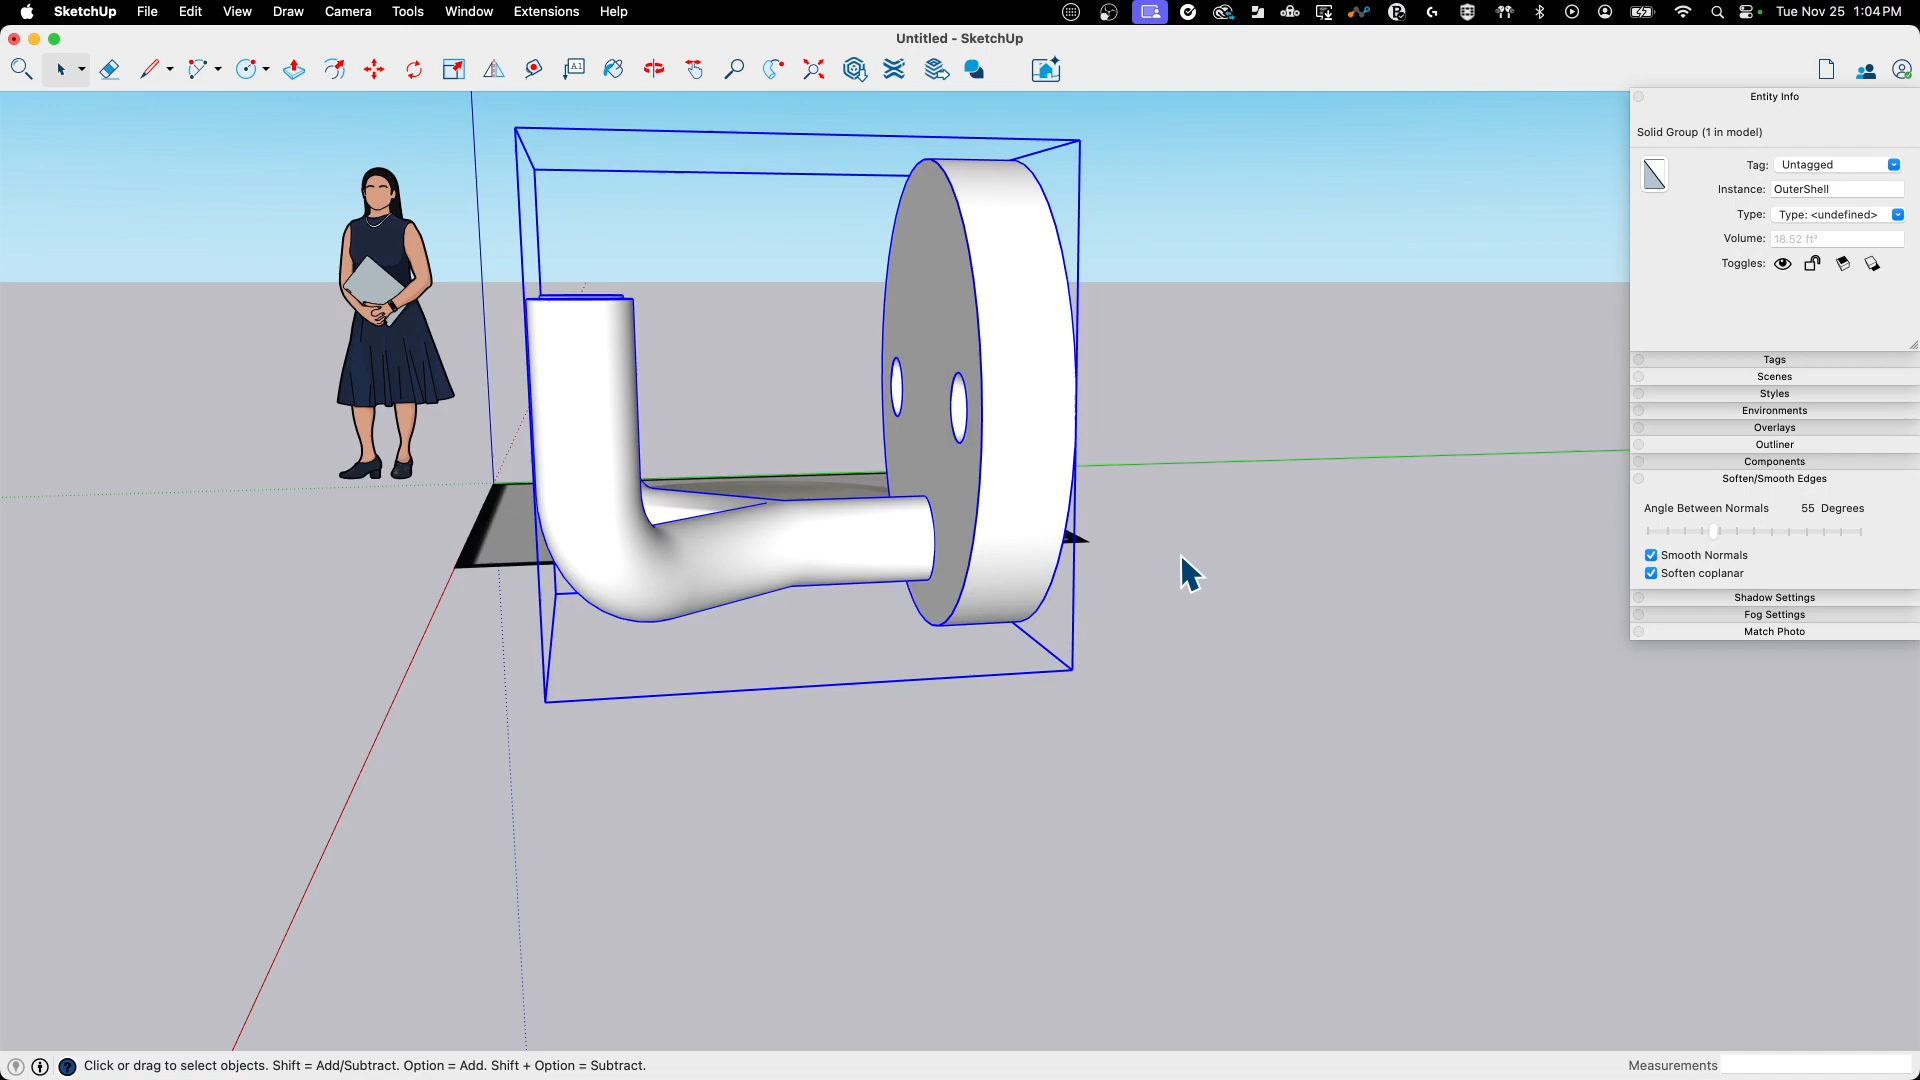 SketchUp File Edit View Draw Camera Tools Window Extensions Help Tue Nov 25 1:04 PM
Untitled - SketchUp
A1
Entity Info
Solid Group (1 in model)
Tag: Untagged
Instance: OuterShell
Type: Type: <undefined>
Volume: 18.52 ft³
Toggles:
Tags
Scenes
Styles
Environments
Overlays
Outliner
Components
Soften/Smooth Edges
Angle Between Normals 55 Degrees
Smooth Normals
Soften coplanar
Shadow Settings
Fog Settings
Match Photo
Click or drag to select objects. Shift = Add/Subtract. Option = Add. Shift + Option = Subtract.
Measurements